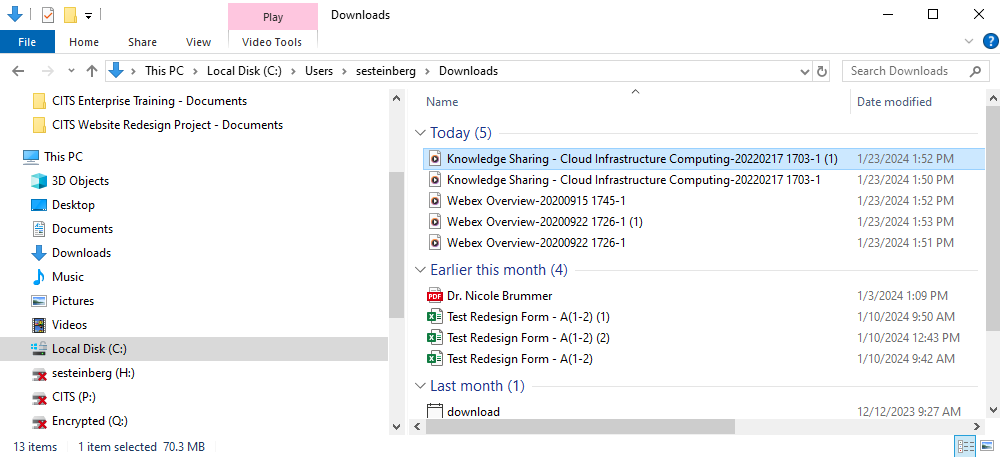 Play
Downloads
File
Home
Share
View
Video Tools
?
This PC > Local Disk (C:) > Users > sesteinberg > Downloads
Search Downloads
CITS Enterprise Training - Documents
CITS Website Redesign Project - Documents
This PC
3D Objects
Desktop
Documents
Downloads
Music
Pictures
Videos
Local Disk (C:)
sesteinberg (H:)
CITS (P:)
Encrypted (Q:)
Name Date modified
Today (5)
Knowledge Sharing - Cloud Infrastructure Computing-20220217 1703-1 (1) 1/23/2024 1:52 PM
Knowledge Sharing - Cloud Infrastructure Computing-20220217 1703-1 1/23/2024 1:50 PM
Webex Overview-20200915 1745-1 1/23/2024 1:52 PM
Webex Overview-20200922 1726-1 (1) 1/23/2024 1:53 PM
Webex Overview-20200922 1726-1 1/23/2024 1:51 PM
Earlier this month (4)
PDF Dr. Nicole Brummer 1/3/2024 1:09 PM
Test Redesign Form - A(1-2) (1) 1/10/2024 9:50 AM
Test Redesign Form - A(1-2) (2) 1/10/2024 12:43 PM
Test Redesign Form - A(1-2) 1/10/2024 9:42 AM
Last month (1)
download 12/12/2023 9:27 AM
13 items 1 item selected 70.3 MB